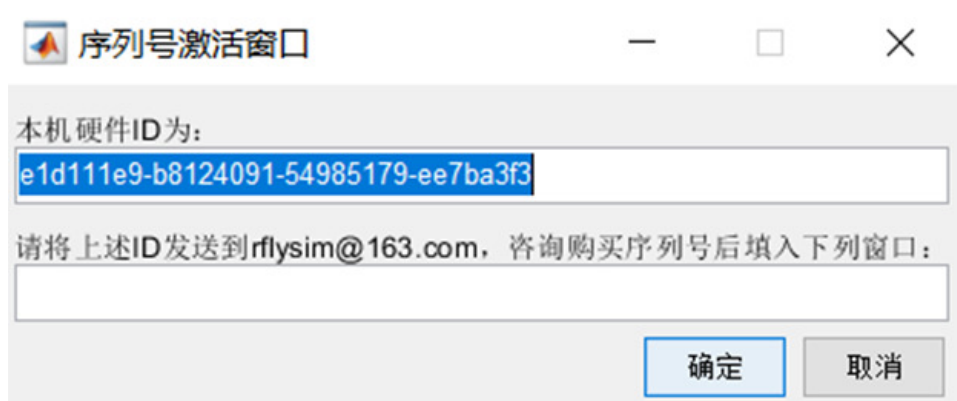 序列号激活窗口
本机硬件ID为：
e1d111e9-b8124091-54985179-ee7ba3f3
请将上述ID发送到rflysim@163.com，咨询购买序列号后填入下列窗口：
确定 取消